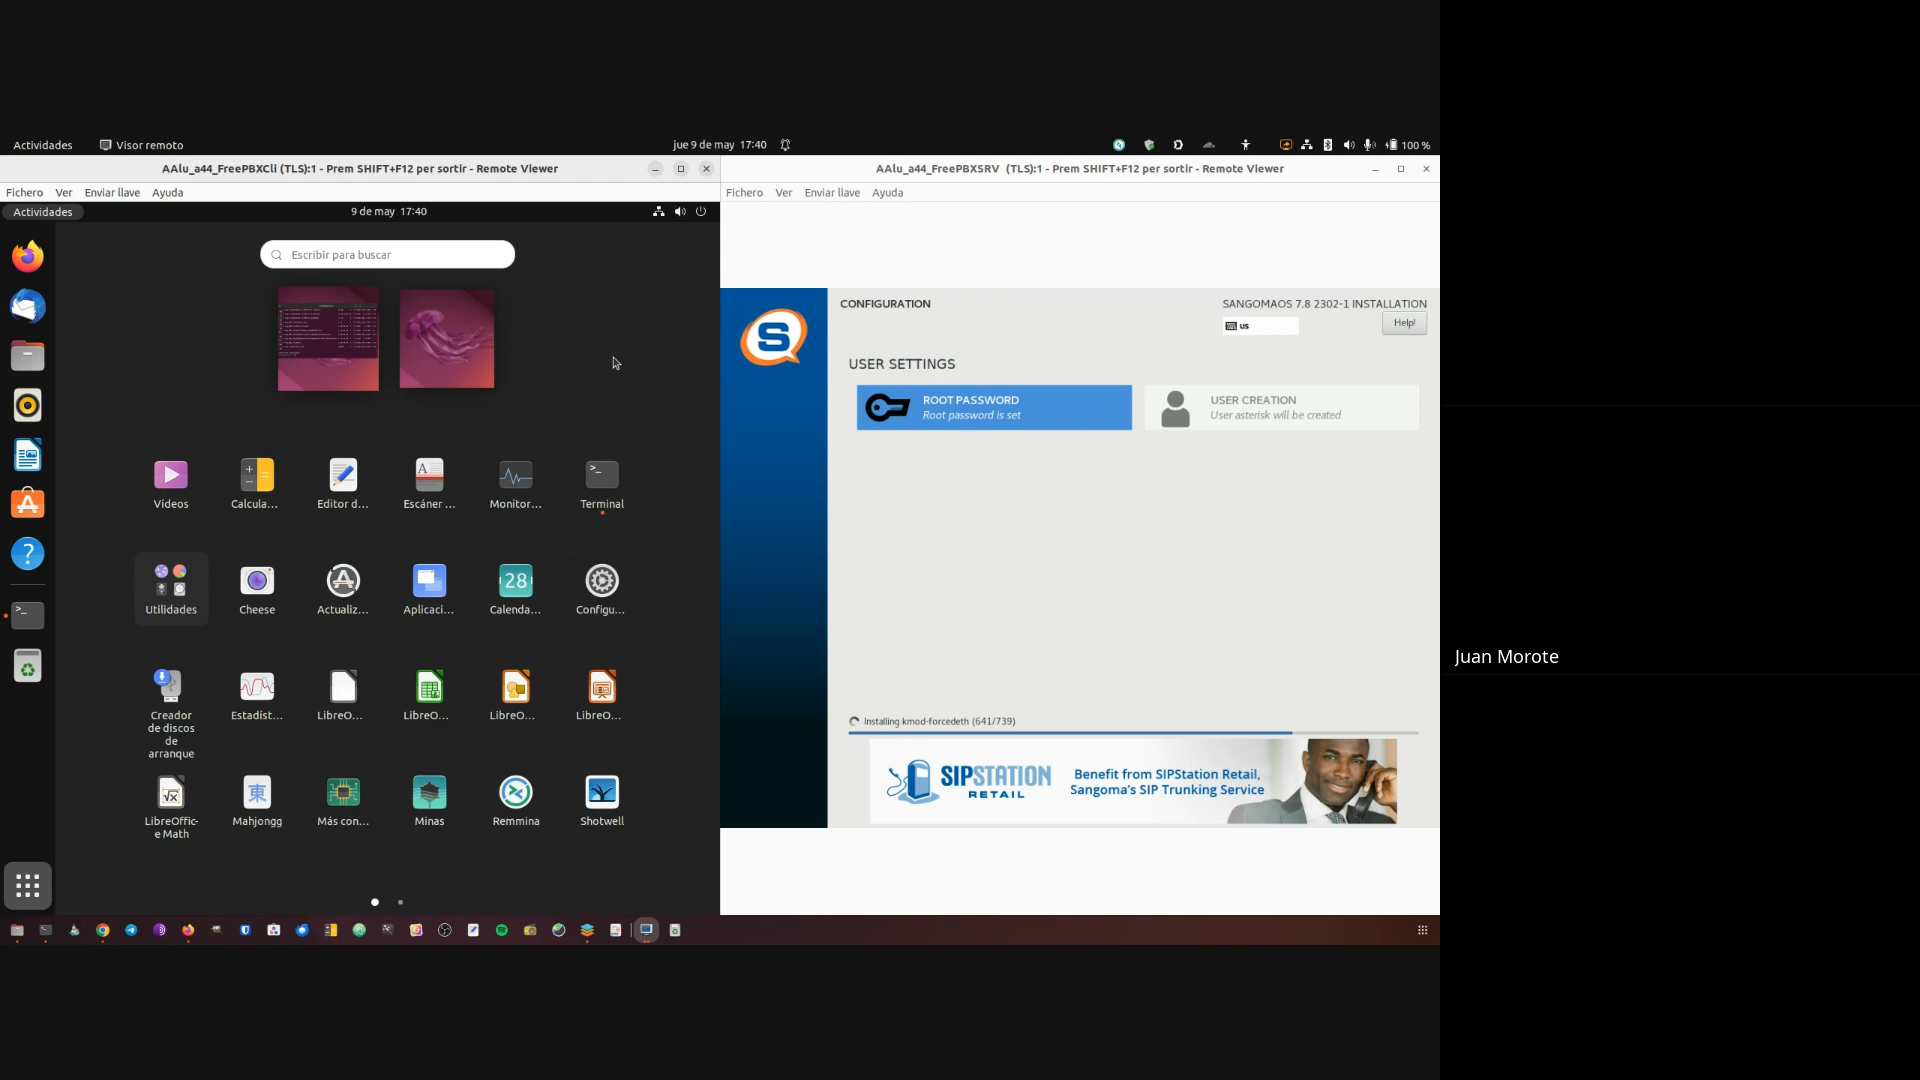 Actividades
Visor remoto
jue 9 de may 17:40
100 %
AAlu_a44_FreePBXCli (TLS):1 - Prem SHIFT+F12 per sortir - Remote Viewer
Fichero Ver Enviar llave Ayuda
Actividades
9 de may 17:40
Escribir para buscar
Vídeos
Calcula...
Editor d...
Escáner ...
Monitor...
Terminal
Utilidades
Cheese
Actualiz...
Aplicaci...
28
Calenda...
Configu...
Creador
de discos
de
arranque
Estadíst...
LibreO...
LibreO...
LibreO...
LibreO...
LibreOffic-
e Math
Mahjongg
Más con...
Minas
Remmina
Shotwell
AAlu_a44_FreePBXSRV (TLS):1 - Prem SHIFT+F12 per sortir - Remote Viewer
Fichero Ver Enviar llave Ayuda
CONFIGURATION
SANGOMAOS 7.8 2302-1 INSTALLATION
us
Help!
USER SETTINGS
ROOT PASSWORD
Root password is set
USER CREATION
User asterisk will be created
Installing kmod-forcedeth (641/739)
SIPSTATION
RETAIL
Benefit from SIPStation Retail,
Sangoma's SIP Trunking Service
Juan Morote